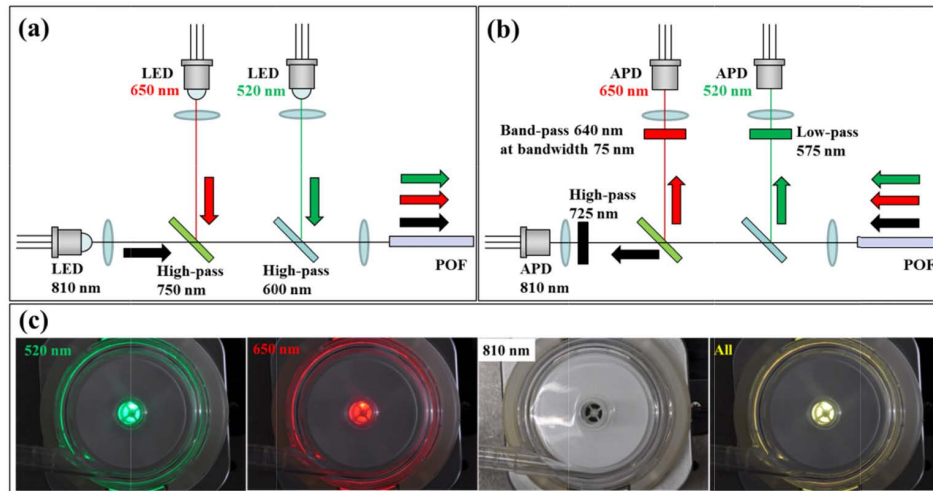 (a)
LED
650 nm
LED
520 nm
LED
810 nm
High-pass
750 nm
High-pass
600 nm
POF
(b)
APD
650 nm
APD
520 nm
Band-pass 640 nm
at bandwidth 75 nm
Low-pass
575 nm
High-pass
725 nm
APD
810 nm
POF
(c)
520 nm
650 nm
810 nm
All